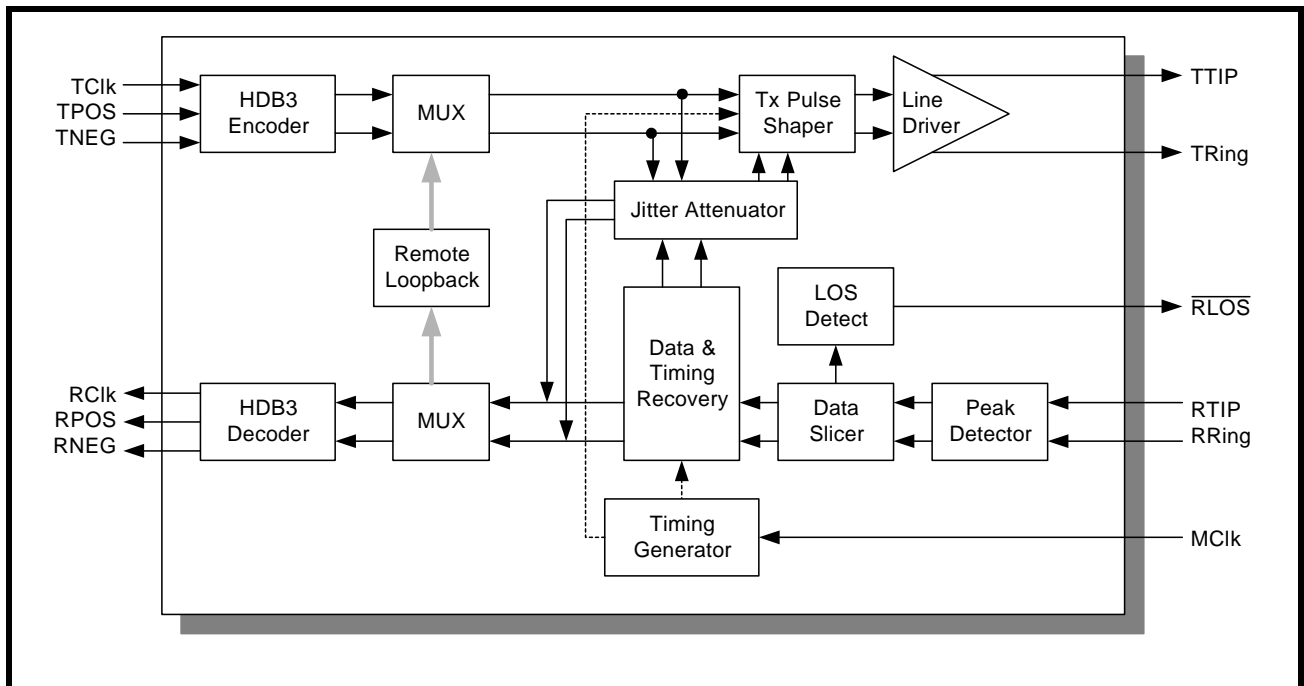 TClk
TPOS
TNEG
HDB3
Encoder
MUX
Tx Pulse
Shaper
Line
Driver
TTIP
TRing
Jitter Attenuator
Remote
Loopback
LOS
Detect
RLOS
Data &
Timing
Recovery
RClk
RPOS
RNEG
HDB3
Decoder
MUX
Data
Slicer
Peak
Detector
RTIP
RRing
Timing
Generator
MClk